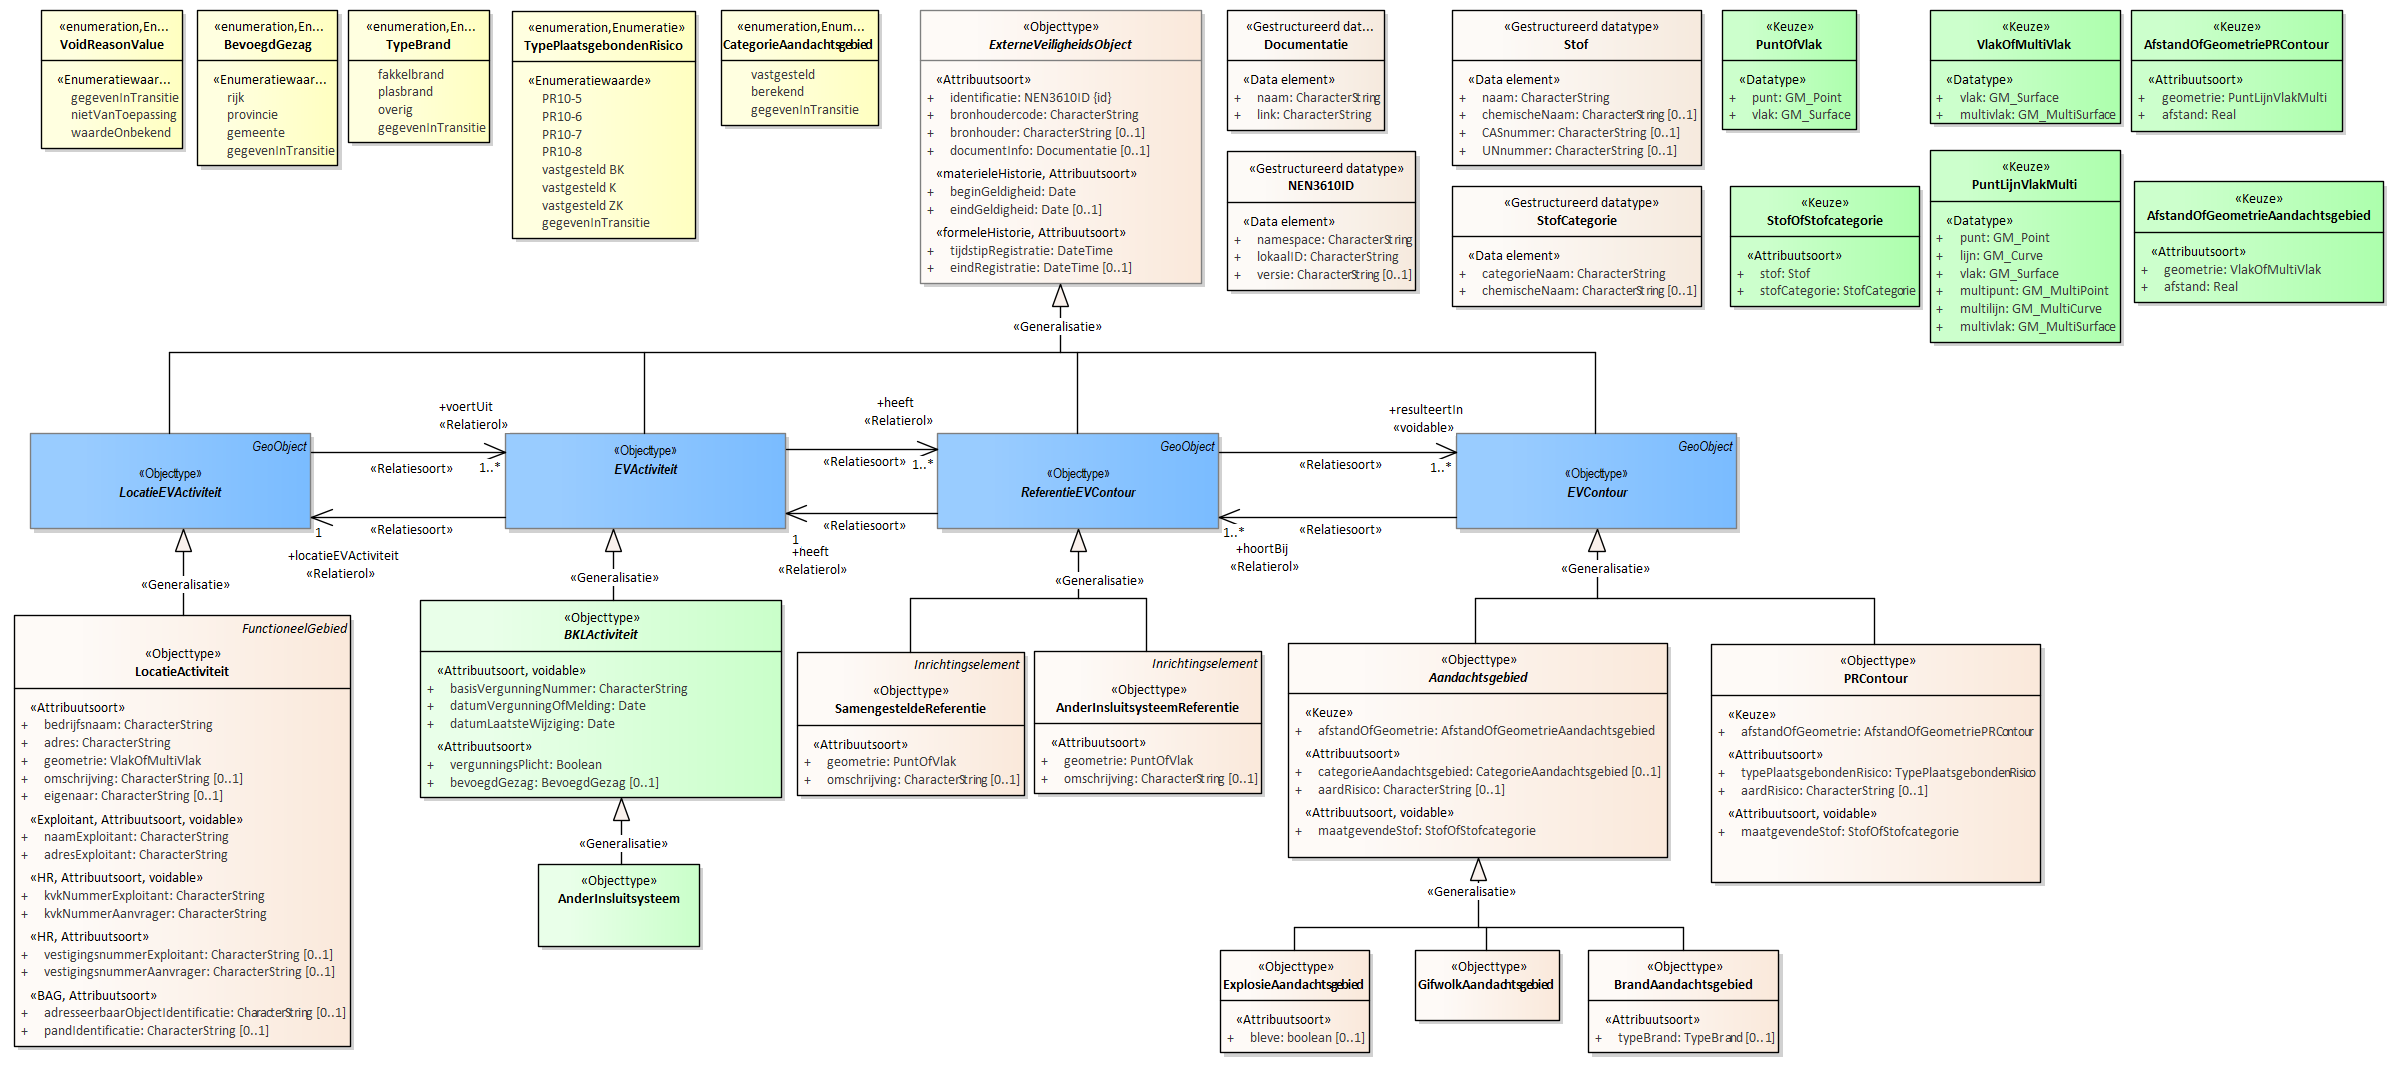 «enumeration,En...
VoidReasonValue
«Enumeratiewaar...
gegevenInTransitie
nietVanToepassing
waardeOnbekend
«enumeration,En...
BevoegdGezag
«Enumeratiewaar...
rijk
provincie
gemeente
gegevenInTransitie
«enumeration,En...
TypeBrand
fakkelbrand
plasbrand
overig
gegevenInTransitie
«enumeration,Enumeratie»
TypePlaatsgebondenRisico
«Enumeratiewaarde»
PR10-5
PR10-6
PR10-7
PR10-8
vastgesteld BK
vastgesteld K
vastgesteld ZK
gegevenInTransitie
«enumeration,Enum...
CategorieAandachtsgebied
vastgesteld
berekend
gegevenInTransitie
«Objecttype»
ExterneVeiligheidsObject
«Attribuutsoort»
+ identificatie: NEN3610ID {id}
+ bronhoudercode: CharacterString
+ bronhouder: CharacterString [0..1]
+ documentInfo: Documentatie [0..1]
«materieleHistorie, Attribuutsoort»
+ beginGeldigheid: Date
+ eindGeldigheid: Date [0..1]
«formeleHistorie, Attribuutsoort»
+ tijdstipRegistratie: DateTime
+ eindRegistratie: DateTime [0..1]
«Gestructureerd dat...
Documentatie
«Data element»
+ naam: CharacterString
+ link: CharacterString
«Gestructureerd datatype»
NEN3610ID
«Data element»
+ namespace: CharacterString
+ lokaalID: CharacterString
+ versie: CharacterString [0..1]
«Gestructureerd datatype»
Stof
«Data element»
+ naam: CharacterString
+ chemischeNaam: CharacterString [0..1]
+ CASnummer: CharacterString [0..1]
+ UNnummer: CharacterString [0..1]
«Gestructureerd datatype»
StofCategorie
«Data element»
+ categorieNaam: CharacterString
+ chemischeNaam: CharacterString [0..1]
«Keuze»
PuntOfVlak
«Datatype»
+ punt: GM_Point
+ vlak: GM_Surface
«Keuze»
StofOfStofcategorie
«Attribuutsoort»
+ stof: Stof
+ stofCategorie: StofCategorie
«Keuze»
VlakOfMultiVlak
«Datatype»
+ vlak: GM_Surface
+ multivlak: GM_MultiSurface
«Keuze»
PuntLijnVlakMulti
«Datatype»
+ punt: GM_Point
+ lijn: GM_Curve
+ vlak: GM_Surface
+ multipunt: GM_MultiPoint
+ multilijn: GM_MultiCurve
+ multivlak: GM_MultiSurface
«Keuze»
AfstandOfGeometriePRContour
«Attribuutsoort»
+ geometrie: PuntLijnVlakMulti
+ afstand: Real
«Keuze»
AfstandOfGeometrieAandachtsgebied
«Attribuutsoort»
+ geometrie: VlakOfMultiVlak
+ afstand: Real
«Generalisatie»
GeoObject
«Objecttype»
LocatieEVActiviteit
+voertUit
«Relatierol»
«Relatiesoort»
1..*
«Relatiesoort»
1
+locatieEVActiviteit
«Relatierol»
«Objecttype»
EVActiviteit
+heeft
«Relatierol»
«Relatiesoort»
1..*
«Relatiesoort»
1
+heeft
«Relatierol»
GeoObject
«Objecttype»
ReferentieEVContour
+resulteertIn
«voidable»
«Relatiesoort»
1..*
«Relatiesoort»
1..*
+hoortBij
«Relatierol»
GeoObject
«Objecttype»
EVContour
«Generalisatie»
«Generalisatie»
«Generalisatie»
«Generalisatie»
FunctioneelGebied
«Objecttype»
LocatieActiviteit
«Attribuutsoort»
+ bedrijfsnaam: CharacterString
+ adres: CharacterString
+ geometrie: VlakOfMultiVlak
+ omschrijving: CharacterString [0..1]
+ eigenaar: CharacterString [0..1]
«Exploitant, Attribuutsoort, voidable»
+ naamExploitant: CharacterString
+ adresExploitant: CharacterString
«HR, Attribuutsoort, voidable»
+ kvkNummerExploitant: CharacterString
+ kvkNummerAanvrager: CharacterString
«HR, Attribuutsoort»
+ vestigingsnummerExploitant: CharacterString [0..1]
+ vestigingsnummerAanvrager: CharacterString [0..1]
«BAG, Attribuutsoort»
+ adresseerbaarObjectIdentificatie: CharacterString [0..1]
+ pandIdentificatie: CharacterString [0..1]
«Objecttype»
BKLActiviteit
«Attribuutsoort, voidable»
+ basisVergunningNummer: CharacterString
+ datumVergunningOfMelding: Date
+ datumLaatsteWijziging: Date
«Attribuutsoort»
+ vergunningsPlicht: Boolean
+ bevoegdGezag: BevoegdGezag [0..1]
«Generalisatie»
«Objecttype»
AnderInsluitsysteem
Inrichtingselement
«Objecttype»
SamengesteldeReferentie
«Attribuutsoort»
+ geometrie: PuntOfVlak
+ omschrijving: CharacterString [0..1]
Inrichtingselement
«Objecttype»
AnderInsluitsysteemReferentie
«Attribuutsoort»
+ geometrie: PuntOfVlak
+ omschrijving: CharacterString [0..1]
«Objecttype»
Aandachtsgebied
«Keuze»
+ afstandOfGeometrie: AfstandOfGeometrieAandachtsgebied
«Attribuutsoort»
+ categorieAandachtsgebied: CategorieAandachtsgebied [0..1]
+ aardRisico: CharacterString [0..1]
«Attribuutsoort, voidable»
+ maatgevendeStof: StofOfStofcategorie
«Objecttype»
PRContour
«Keuze»
+ afstandOfGeometrie: AfstandOfGeometriePRContour
«Attribuutsoort»
+ typePlaatsgebondenRisico: TypePlaatsgebondenRisico
+ aardRisico: CharacterString [0..1]
«Attribuutsoort, voidable»
+ maatgevendeStof: StofOfStofcategorie
«Generalisatie»
«Objecttype»
ExplosieAandachtsgebied
«Attribuutsoort»
+ bleve: boolean [0..1]
«Objecttype»
GifwolkAandachtsgebied
«Objecttype»
BrandAandachtsgebied
«Attribuutsoort»
+ typeBrand: TypeBrand [0..1]